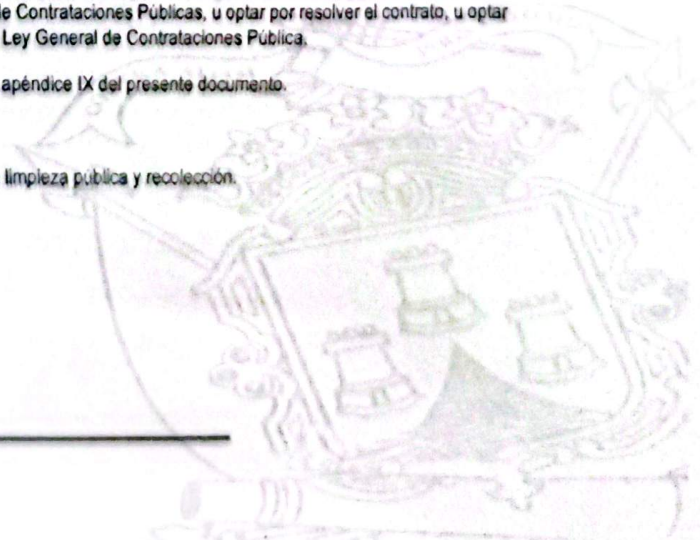 de Contrataciones Públicas, u optar por resolver el contrato, u optar
Ley General de Contrataciones Pública.
apéndice IX del presente documento.
limpieza pública y recolección.